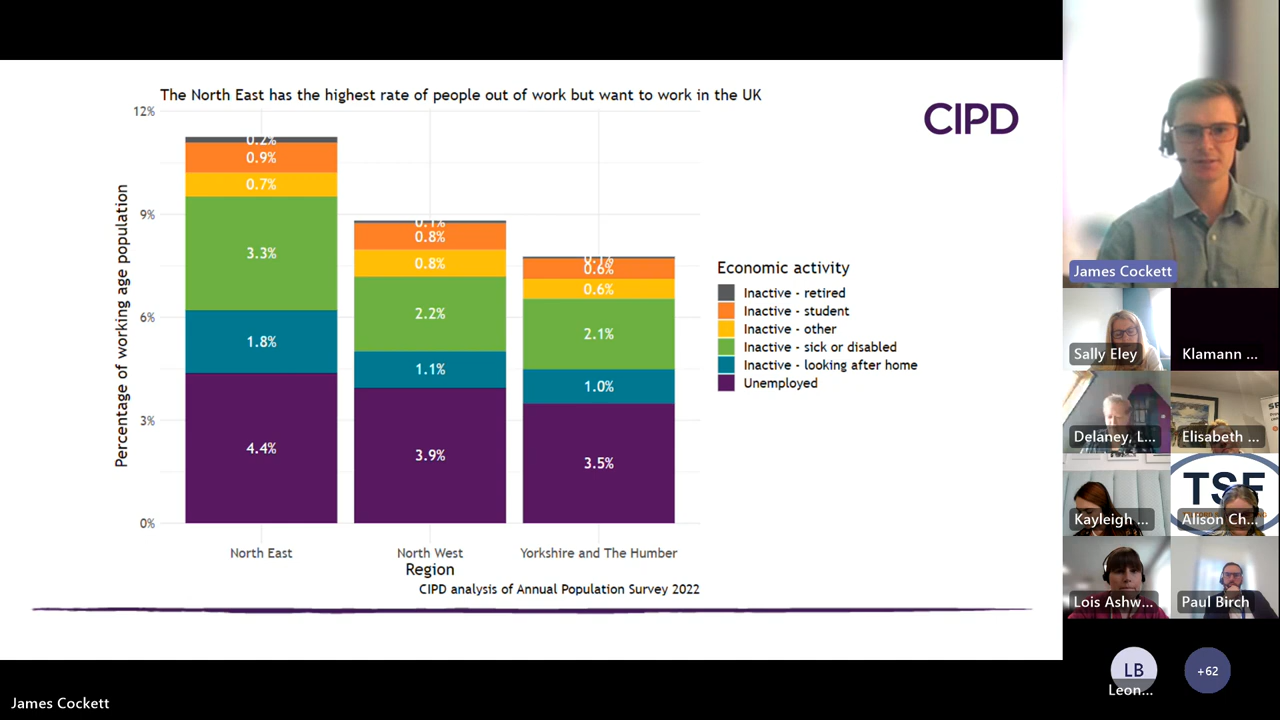 The North East has the highest rate of people out of work but want to work in the UK
CIPD
12%
9%
6%
3%
0%
Percentage of working age population
0.2%
0.9%
0.7%
3.3%
1.8%
4.4%
0.1%
0.8%
0.8%
2.2%
1.1%
3.9%
0.1%
0.6%
0.6%
2.1%
1.0%
3.5%
North East
North West
Yorkshire and The Humber
Region
CIPD analysis of Annual Population Survey 2022
Economic activity
Inactive - retired
Inactive - student
Inactive - other
Inactive - sick or disabled
Inactive - looking after home
Unemployed
James Cockett
Sally Eley
Klamann ...
Delaney, L...
Elisabeth ...
Kayleigh ...
TSF
Alison Ch...
Lois Ashw...
Paul Birch
LB
Leon...
+62
James Cockett